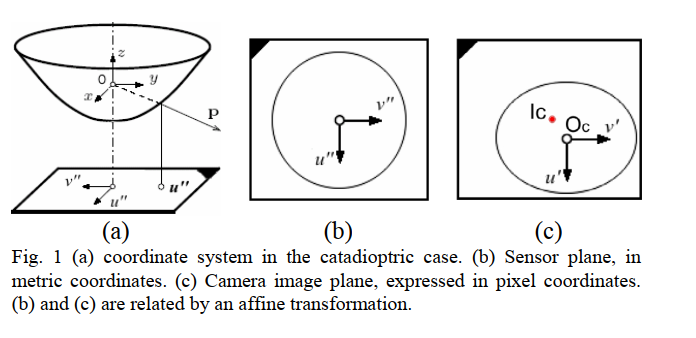 z
O
y
x
P
v''
u''
u''
v''
u''
Ic
Oc v'
u'
(a) (b) (c)
Fig. 1 (a) coordinate system in the catadioptric case. (b) Sensor plane, in
metric coordinates. (c) Camera image plane, expressed in pixel coordinates.
(b) and (c) are related by an affine transformation.